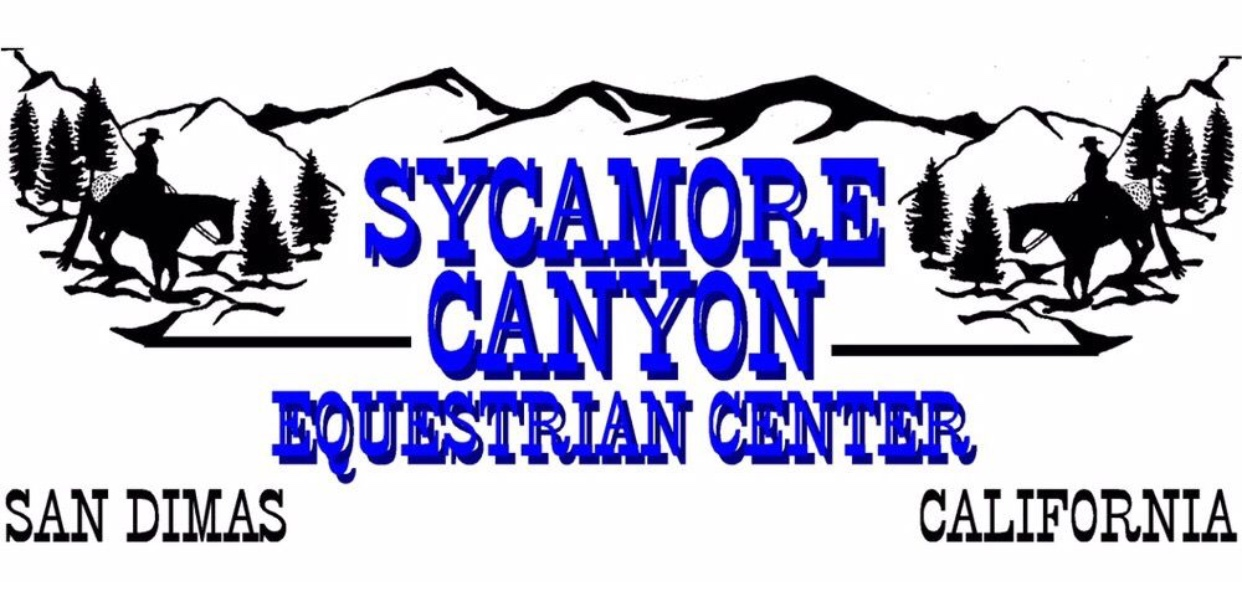 SYCAMORE
CANYON
EQUESTRIAN CENTER
SAN DIMAS CALIFORNIA